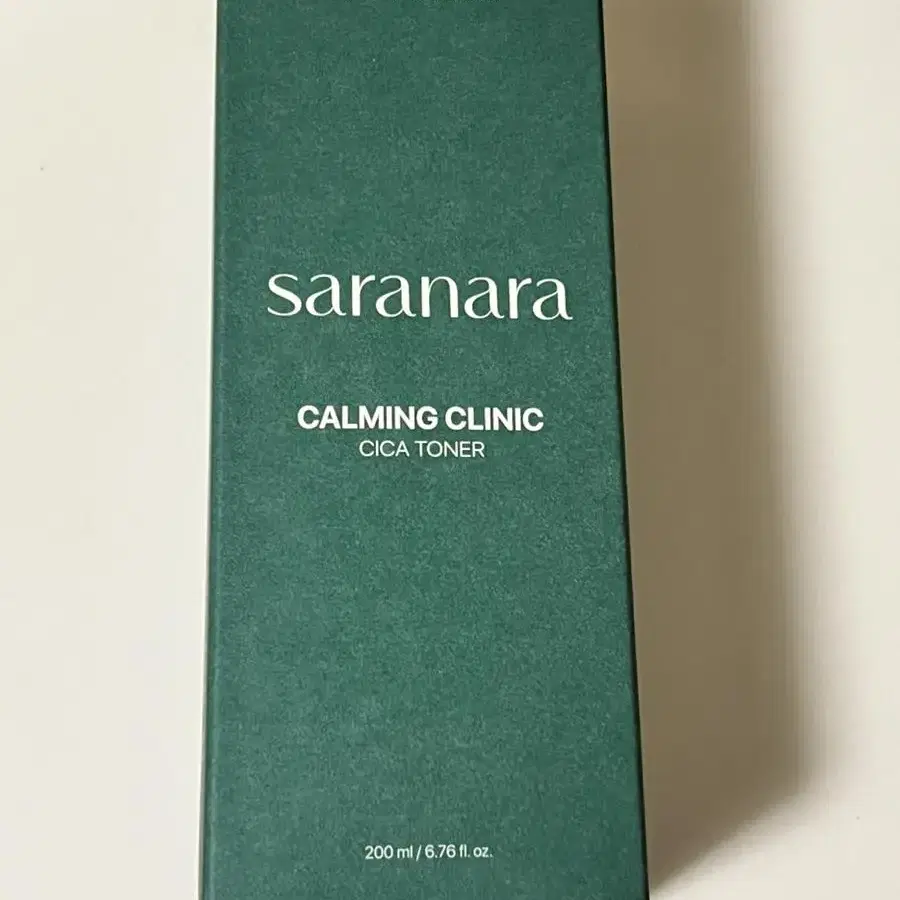 saranara
CALMING CLINIC
CICA TONER
200 ml / 6.76 fl. oz.